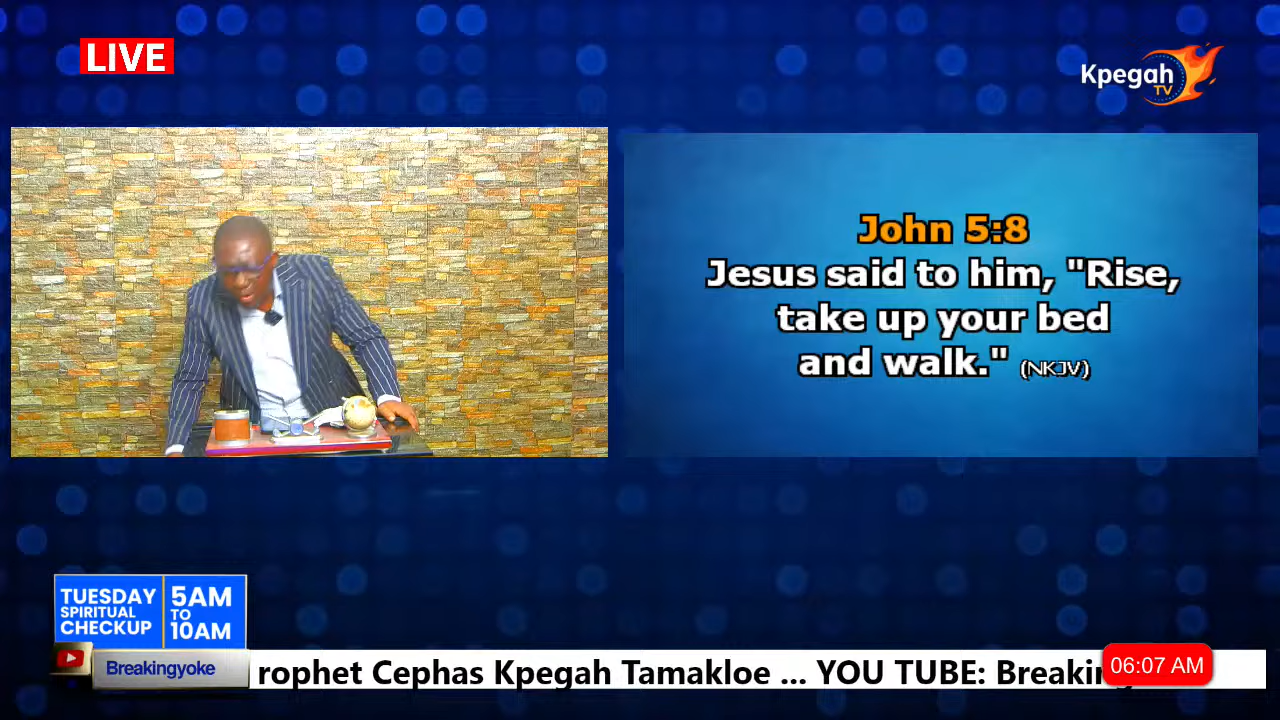 LIVE
Kpegah
TV
John 5:8
Jesus said to him, "Rise,
take up your bed
and walk." (NKJV)
TUESDAY
SPIRITUAL
CHECKUP
5AM
TO
10AM
Breakingyoke
rophet Cephas Kpegah Tamakloe ... YOU TUBE: Breakin
06:07 AM